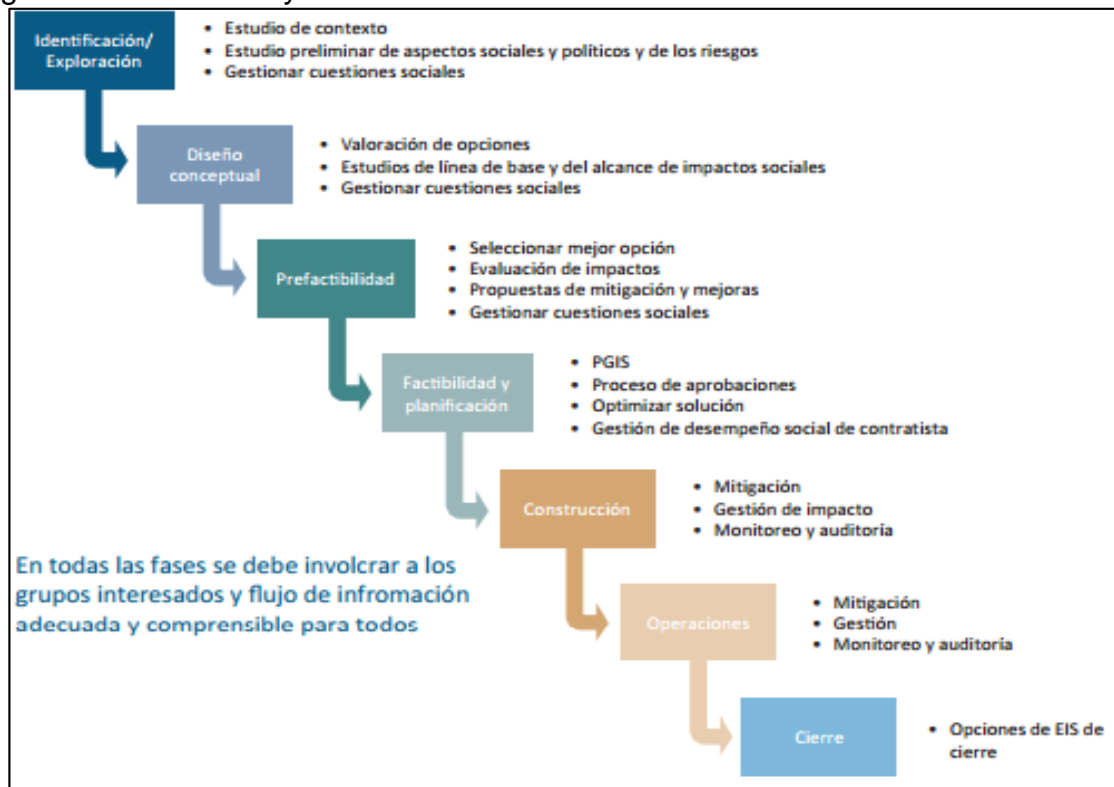 Identificación/
Exploración
• Estudio de contexto
• Estudio preliminar de aspectos sociales y políticos y de los riesgos
• Gestionar cuestiones sociales
Diseño
conceptual
• Valoración de opciones
• Estudios de línea de base y del alcance de impactos sociales
• Gestionar cuestiones sociales
Prefactibilidad
• Seleccionar mejor opción
• Evaluación de impactos
• Propuestas de mitigación y mejoras
• Gestionar cuestiones sociales
Factibilidad y
planificación
• PGIS
• Proceso de aprobaciones
• Optimizar solución
• Gestión de desempeño social de contratista
Construcción
• Mitigación
• Gestión de impacto
• Monitoreo y auditoría
En todas las fases se debe involcrar a los
grupos interesados y flujo de infromación
adecuada y comprensible para todos
Operaciones
• Mitigación
• Gestión
• Monitoreo y auditoría
Cierre
• Opciones de EIS de
cierre